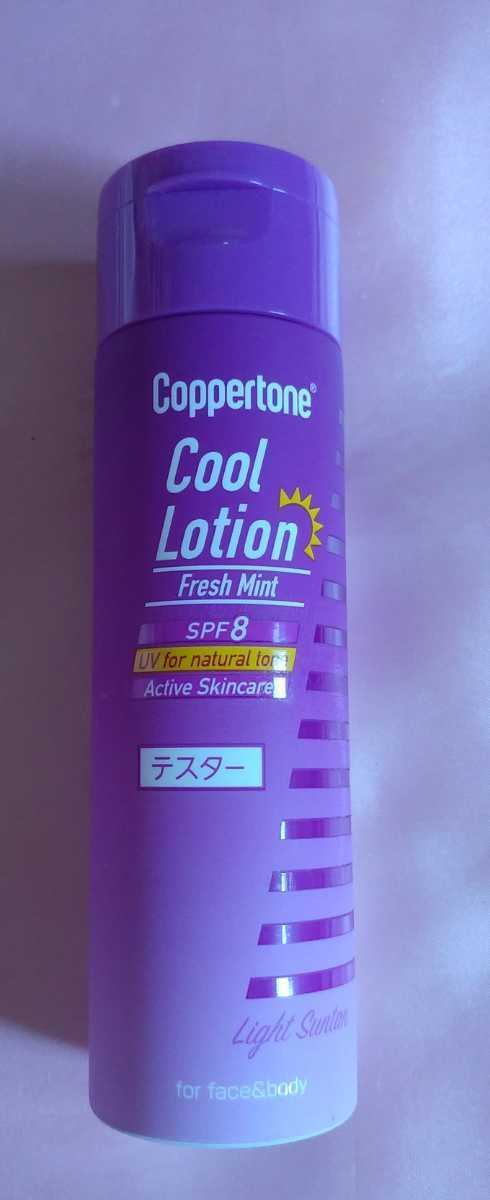 Coppertone®
Cool
Lotion
Fresh Mint
SPF8
UV for natural tone
Active Skincare
テスター
Light Suntan
for face&body